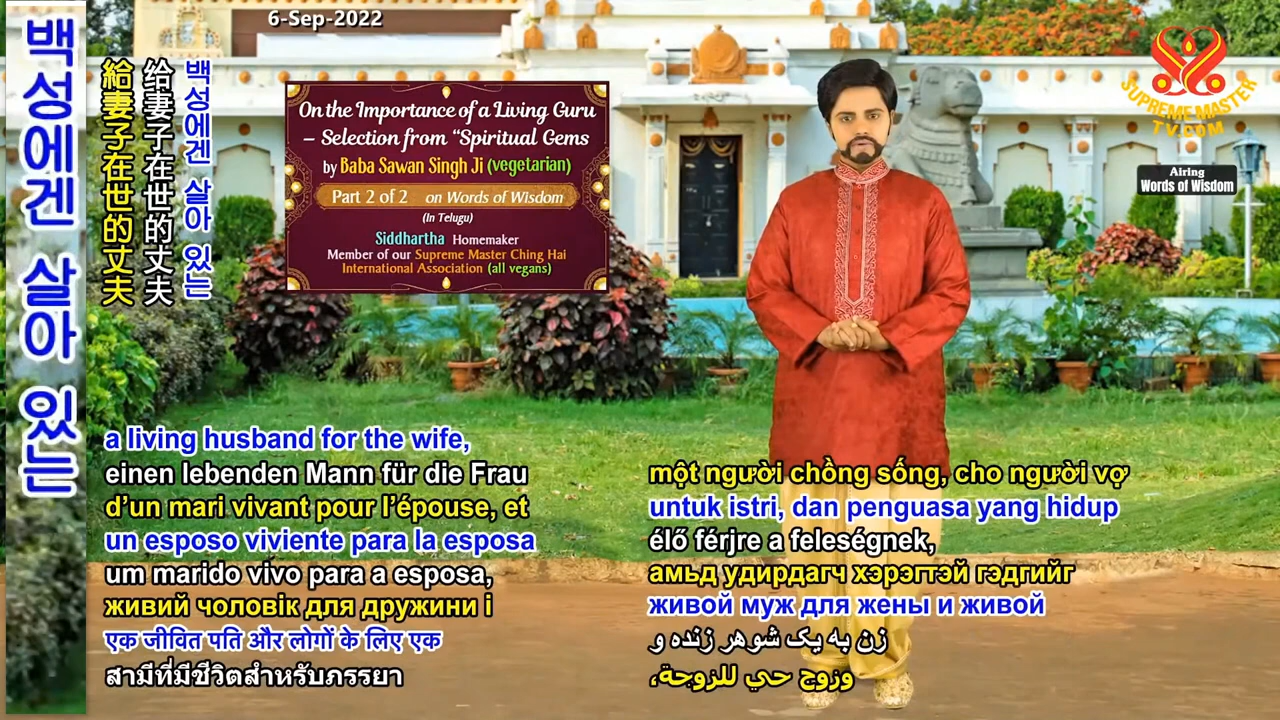 6-Sep-2022
백성에겐 살아 있는
給妻子在世的丈夫
给妻子在世的丈夫
백성에겐 살아 있는
On the Importance of a Living Guru
– Selection from “Spiritual Gems
by Baba Sawan Singh Ji (vegetarian)
Part 2 of 2 on Words of Wisdom
(In Telugu)
Siddhartha Homemaker
Member of our Supreme Master Ching Hai
International Association (all vegans)
SUPREME MASTER
TV.COM
Airing
Words of Wisdom
a living husband for the wife,
einen lebenden Mann für die Frau
d’un mari vivant pour l’épouse, et
un esposo viviente para la esposa
um marido vivo para a esposa,
живий чоловік для дружини і
एक जीवित पति और लोगों के लिए एक
สามีที่มีชีวิตสำหรับภรรยา
một người chồng sống, cho người vợ
untuk istri, dan penguasa yang hidup
élő férjre a feleségnek,
амьд удирдагч хэрэгтэй гэдгийг
живой муж для жены и живой
زن به یک شوهر زنده و
وزوج حي للزوجة،